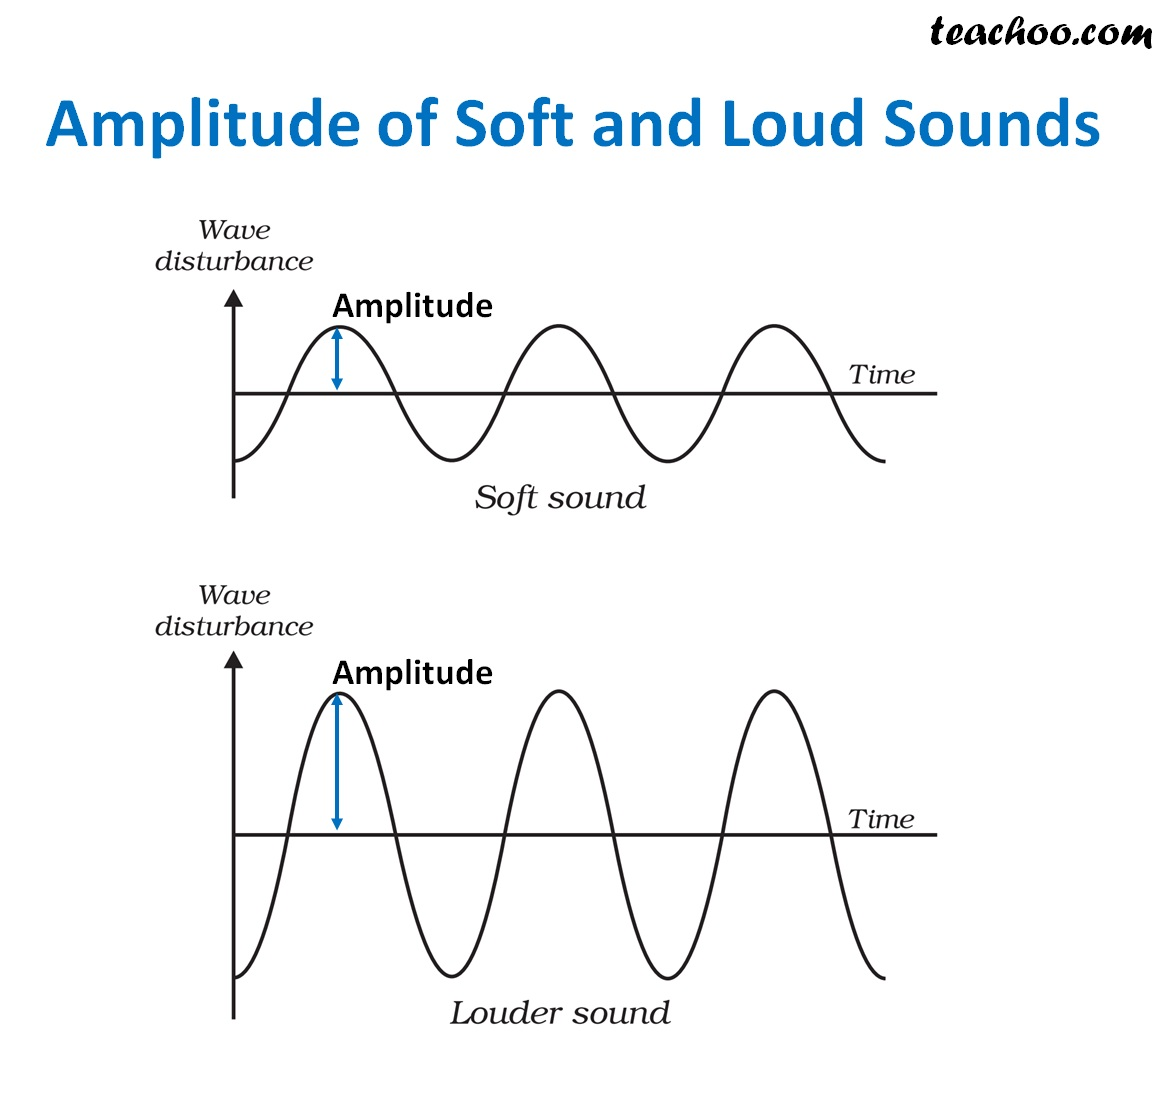 teachoo.com
Amplitude of Soft and Loud Sounds
Wave
disturbance
Amplitude
Time
Soft sound
Wave
disturbance
Amplitude
Time
Louder sound